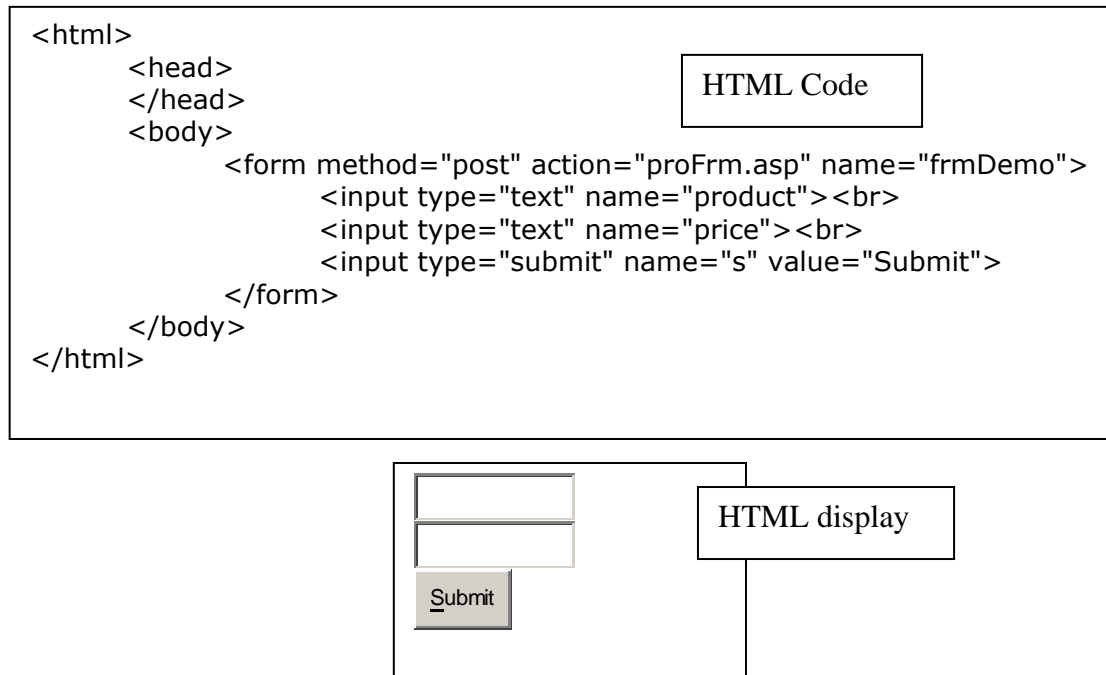 <html>
<head>
HTML Code
</head>
<body>
<form method="post" action="proFrm.asp" name="frmDemo">
<input type="text" name="product"><br>
<input type="text" name="price"><br>
<input type="submit" name="s" value="Submit">
</form>
</body>
</html>
HTML display
Submit